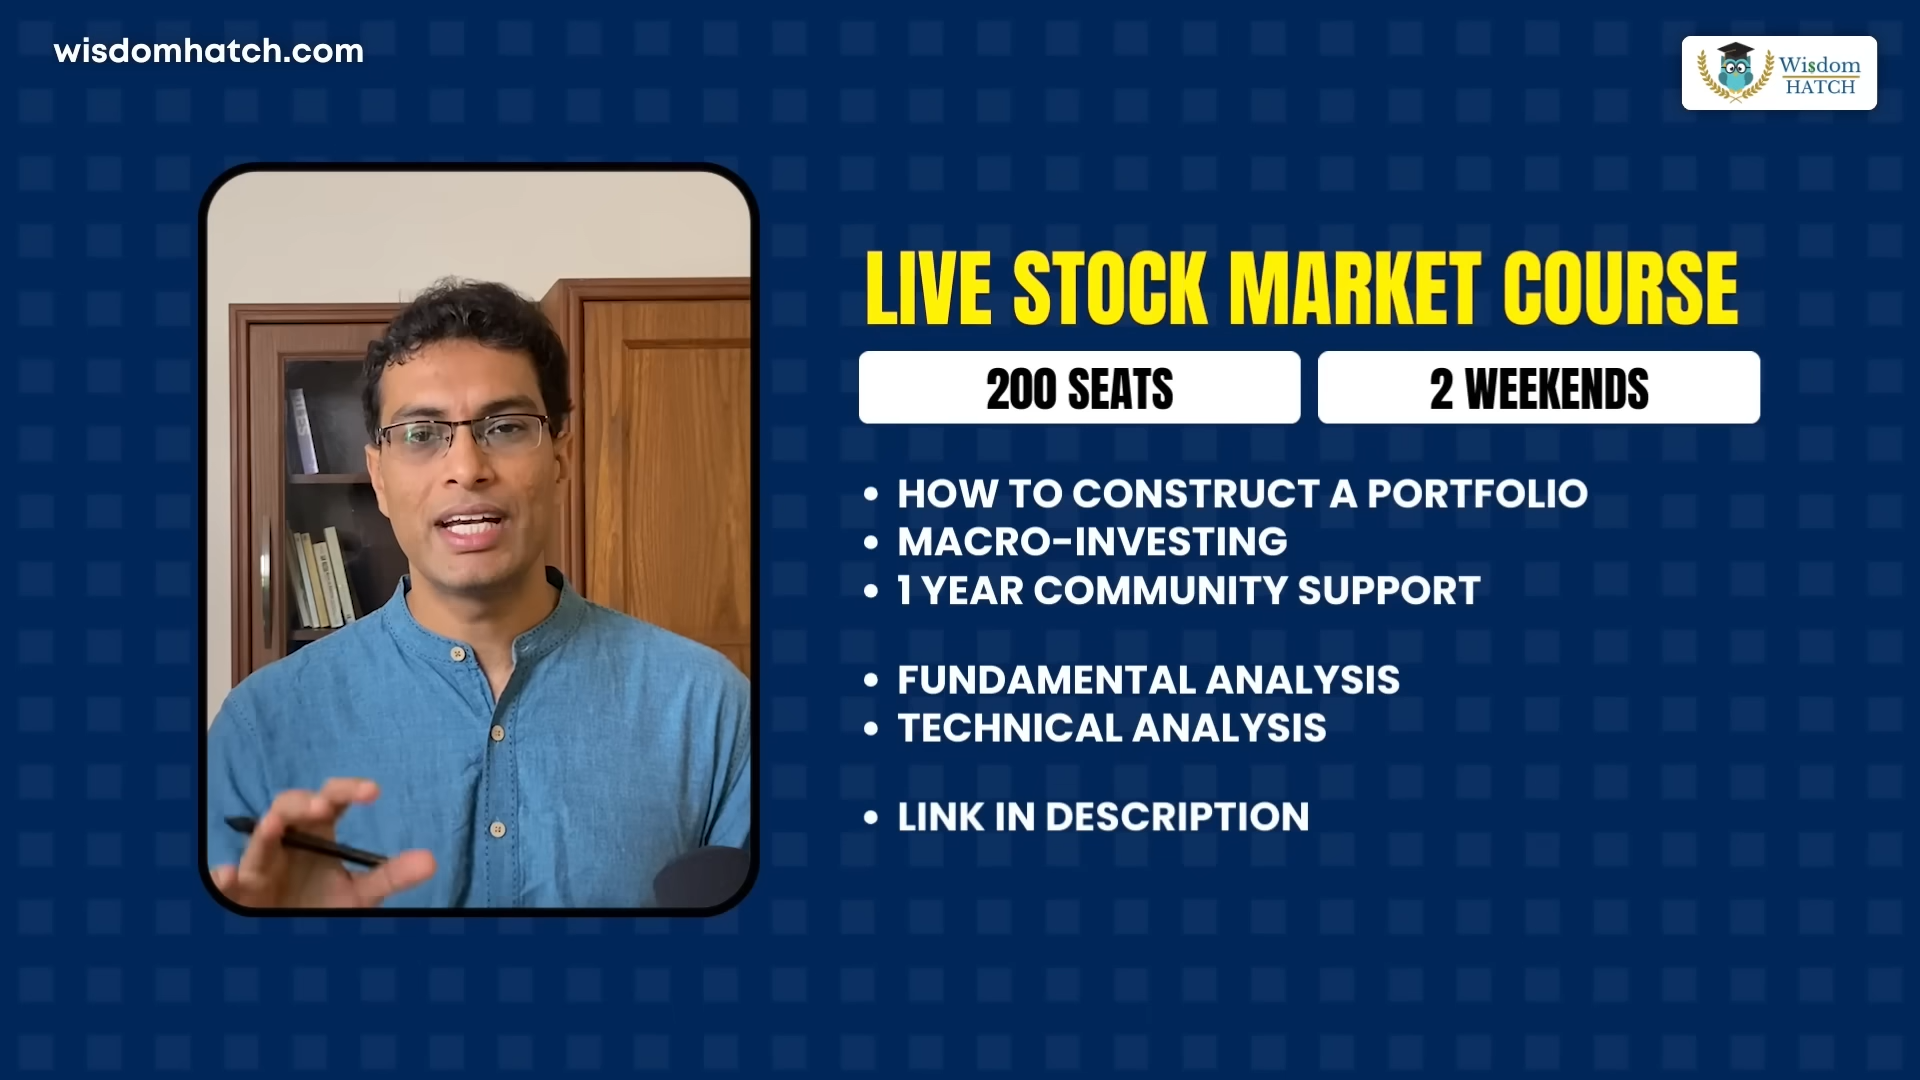 wisdomhatch.com
Wisdom
HATCH
LIVE STOCK MARKET COURSE
200 SEATS
2 WEEKENDS
• HOW TO CONSTRUCT A PORTFOLIO
• MACRO-INVESTING
• 1 YEAR COMMUNITY SUPPORT
• FUNDAMENTAL ANALYSIS
• TECHNICAL ANALYSIS
• LINK IN DESCRIPTION